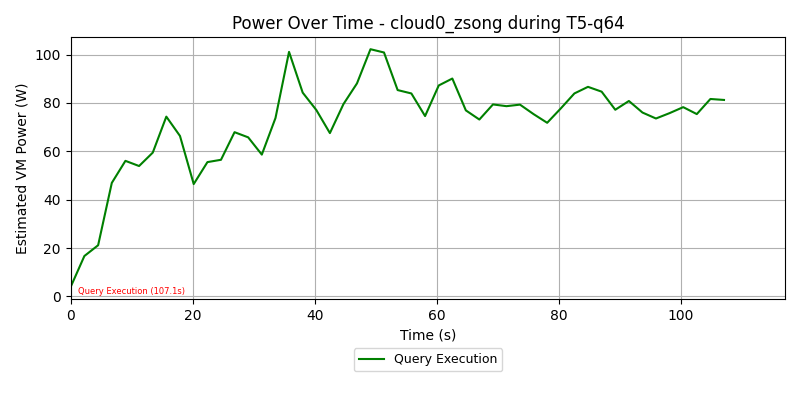 Power Over Time - cloud0_zsong during T5-q64
Estimated VM Power (W)
100
80
60
40
20
0
Query Execution (107.1s)
0 20 40 60 80 100
Time (s)
Query Execution